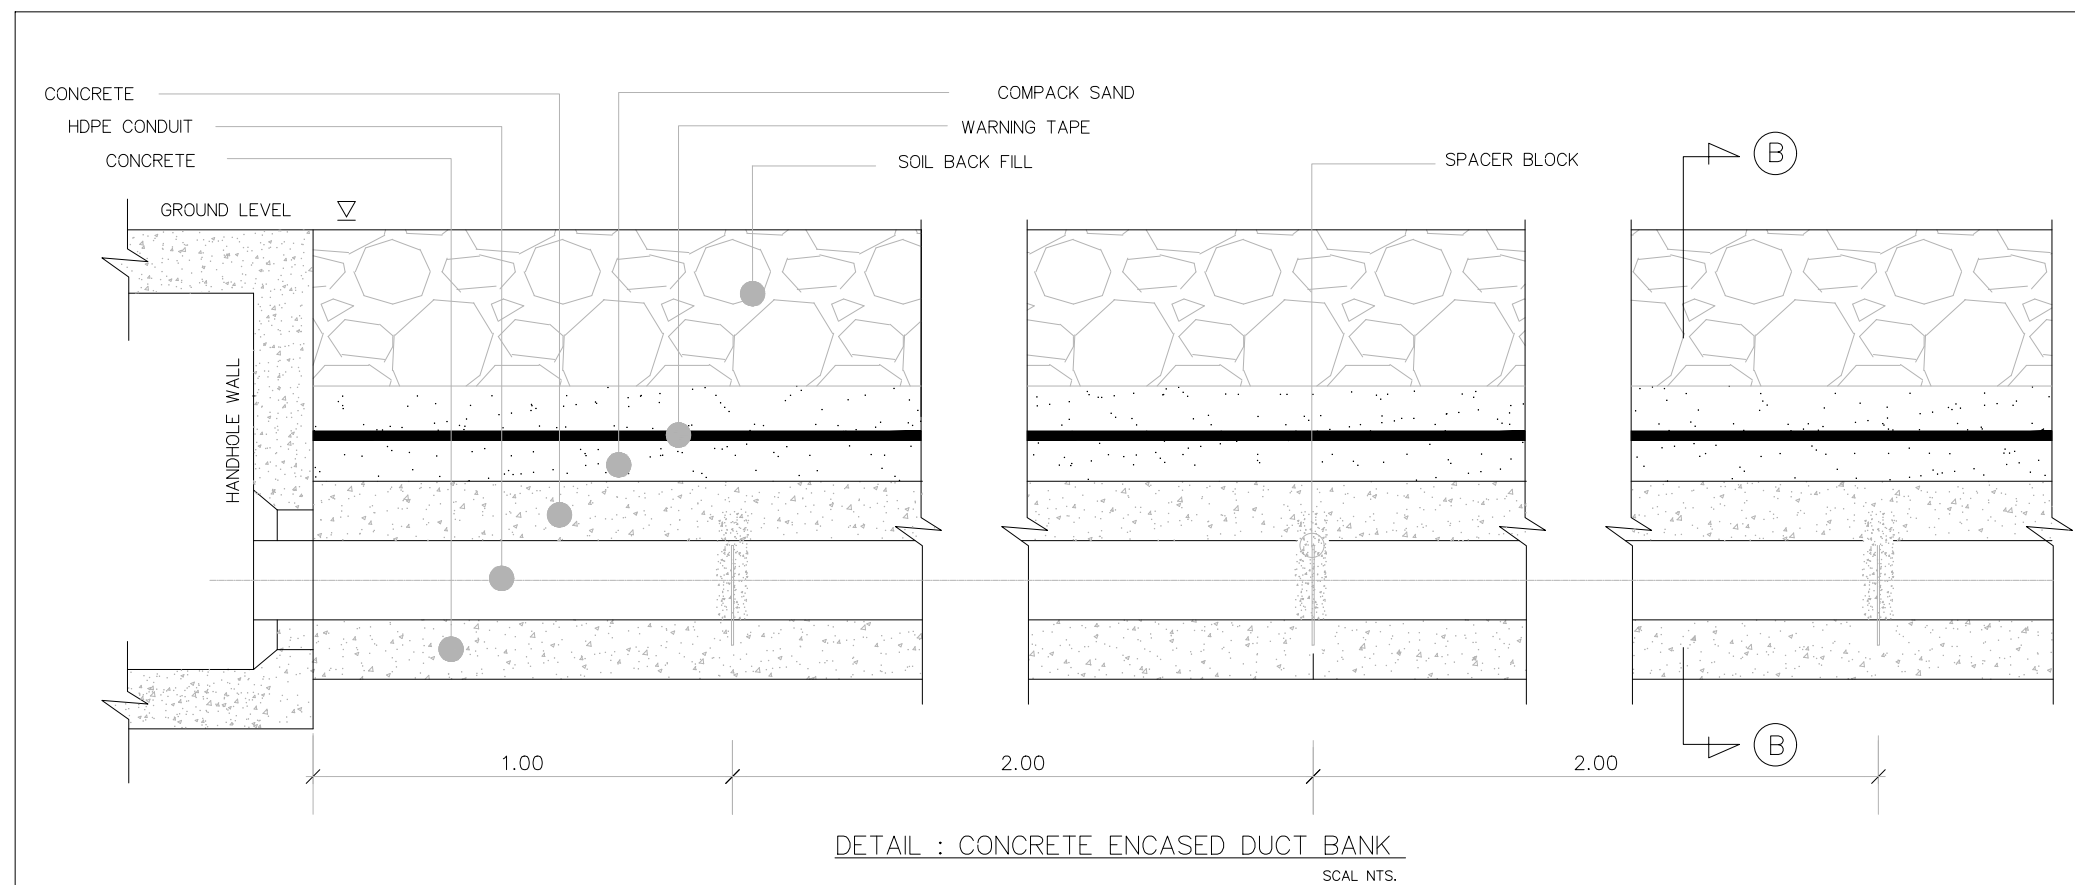 CONCRETE
COMPACK SAND
HDPE CONDUIT
WARNING TAPE
CONCRETE
SOIL BACK FILL
SPACER BLOCK
B
GROUND LEVEL
HANDHOLE WALL
B
1.00
2.00
2.00
DETAIL : CONCRETE ENCASED DUCT BANK
SCAL NTS.